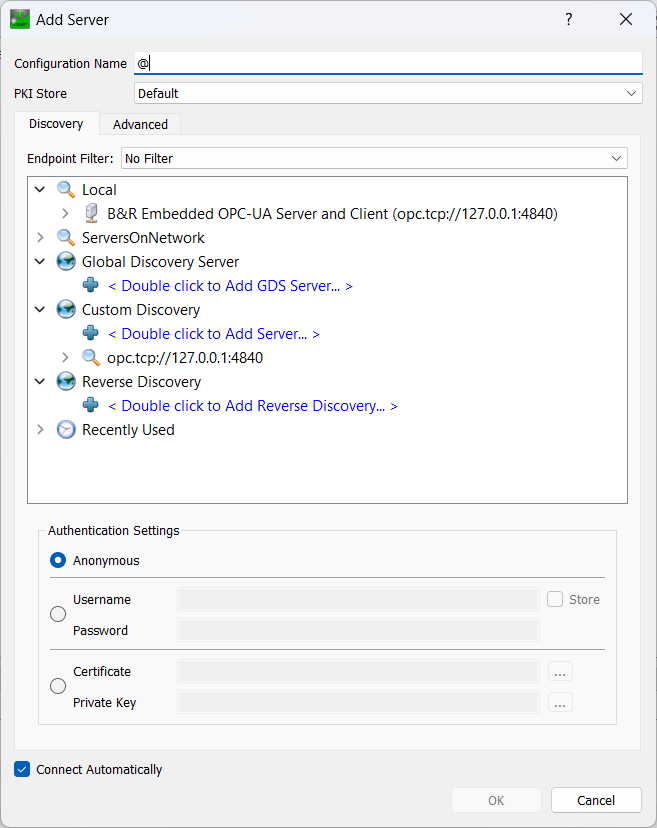 Add Server
?
Configuration Name @
PKI Store Default
Discovery Advanced
Endpoint Filter: No Filter
Local
B&R Embedded OPC-UA Server and Client (opc.tcp://127.0.0.1:4840)
ServersOnNetwork
Global Discovery Server
< Double click to Add GDS Server... >
Custom Discovery
< Double click to Add Server... >
opc.tcp://127.0.0.1:4840
Reverse Discovery
< Double click to Add Reverse Discovery... >
Recently Used
Authentication Settings
Anonymous
Username Store
Password
Certificate ...
Private Key ...
Connect Automatically
OK Cancel